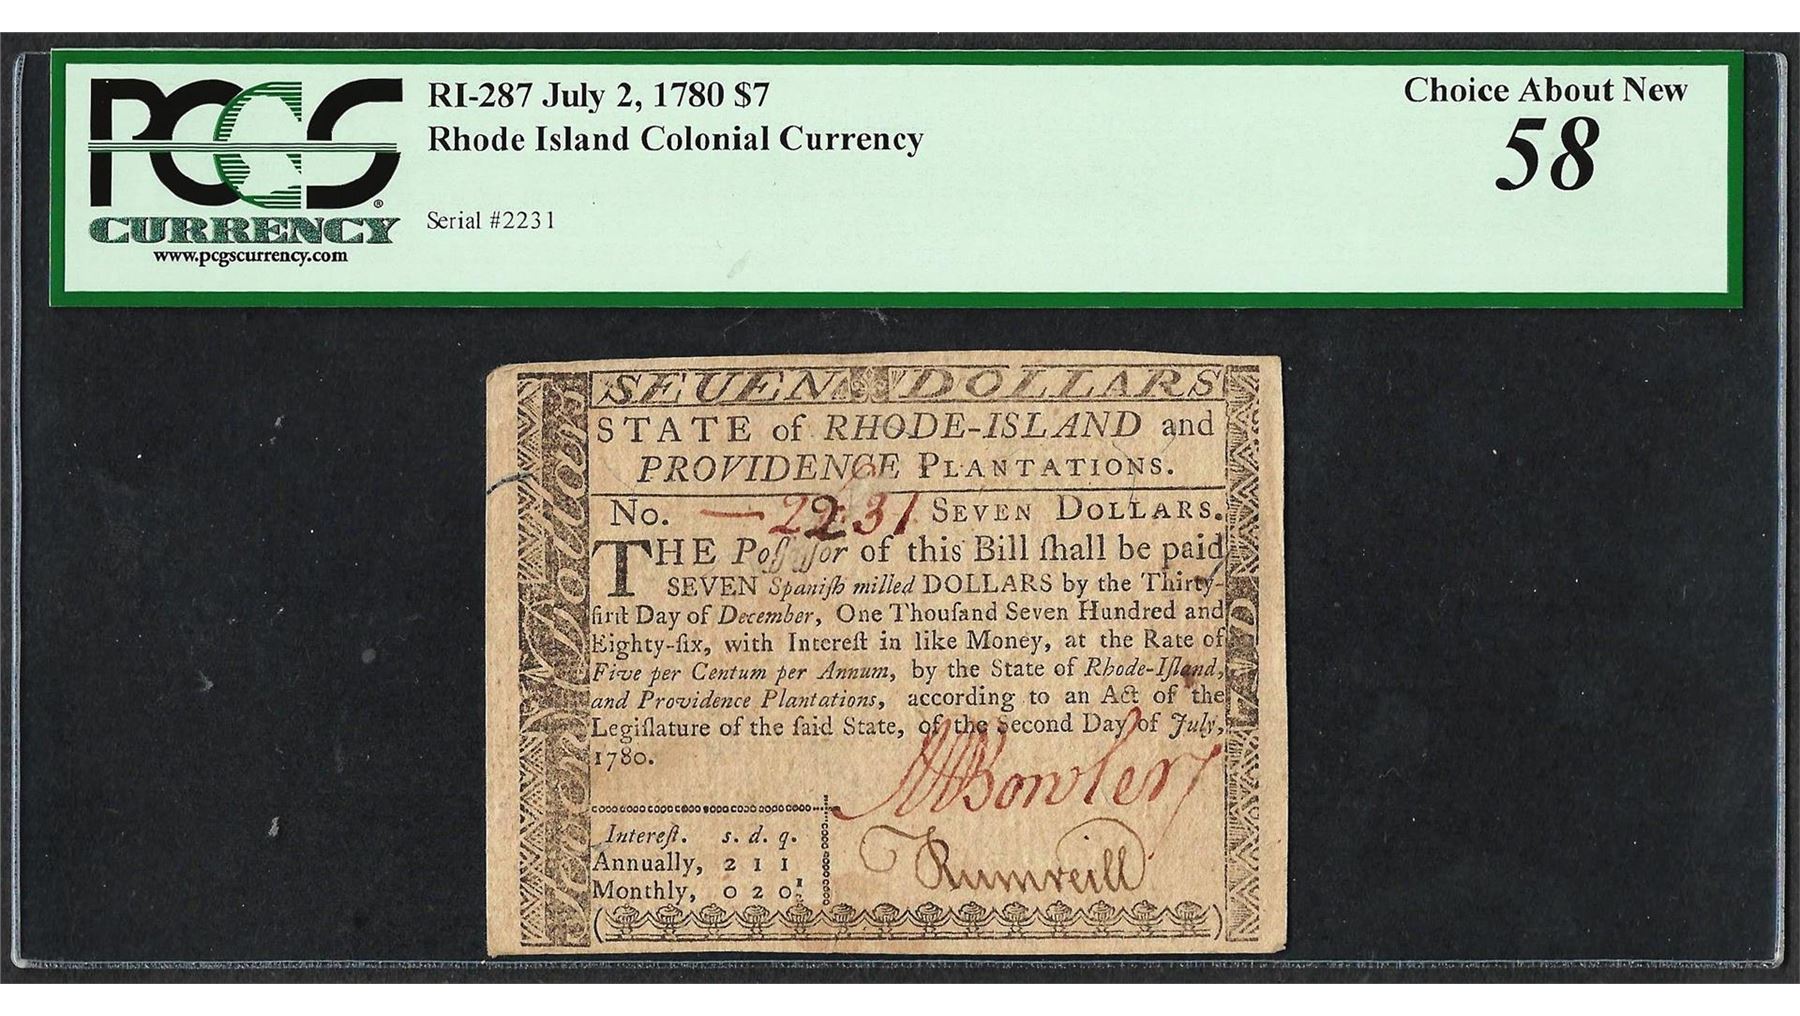 PCGS®
CURRENCY
www.pcgscurrency.com
RI-287 July 2, 1780 $7
Rhode Island Colonial Currency
Serial #2231
Choice About New
58
SEUEN DOLLARS
STATE of RHODE-ISLAND and
PROVIDENCE PLANTATIONS.
No. — 2231 SEVEN DOLLARS.
THE Poſſeſſor of this Bill ſhall be paid
SEVEN Spaniſh milled DOLLARS by the Thirty-
firſt Day of December, One Thouſand Seven Hundred and
Eighty-ſix, with Intereſt in like Money, at the Rate of
Five per Centum per Annum, by the State of Rhode-Iſland,
and Providence Plantations, according to an Act of the
Legiſlature of the ſaid State, of the Second Day of July,
1780.
M Bowler
Intereſt. s. d. q.
Annually, 2 1 1
Monthly, 0 2 0
Rumreill
Seven Dollars